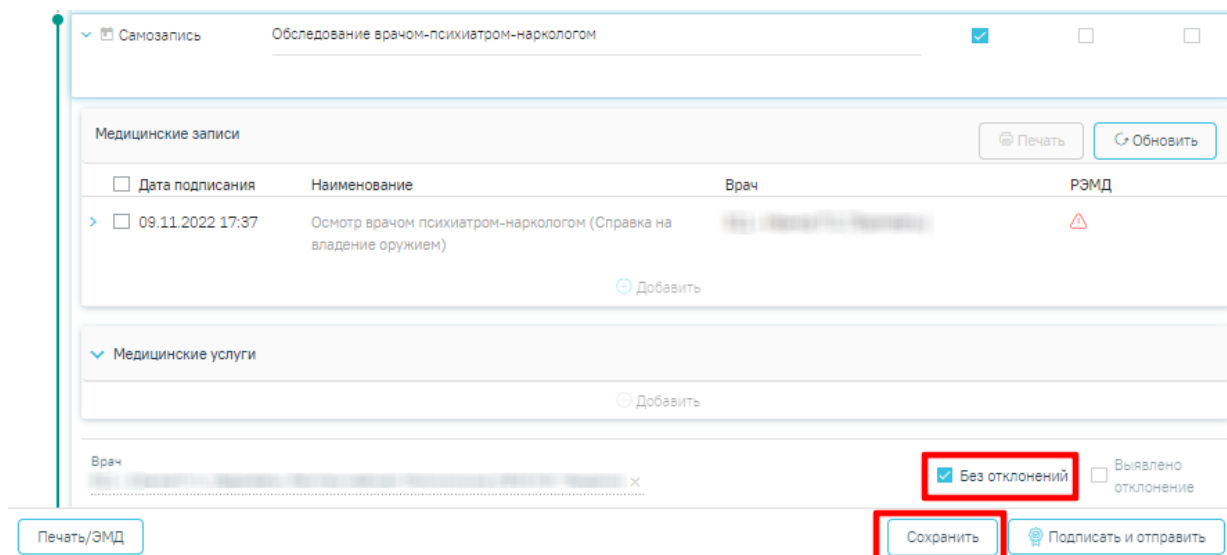 Самозапись Обследование врачом-психиатром-наркологом
Медицинские записи Печать Обновить
Дата подписания Наименование Врач РЭМД
09.11.2022 17:37 Осмотр врачом психиатром-наркологом (Справка на
владение оружием)
Добавить
Медицинские услуги
Добавить
Врач
Без отклонений Выявлено
отклонение
Печать/ЭМД Сохранить Подписать и отправить